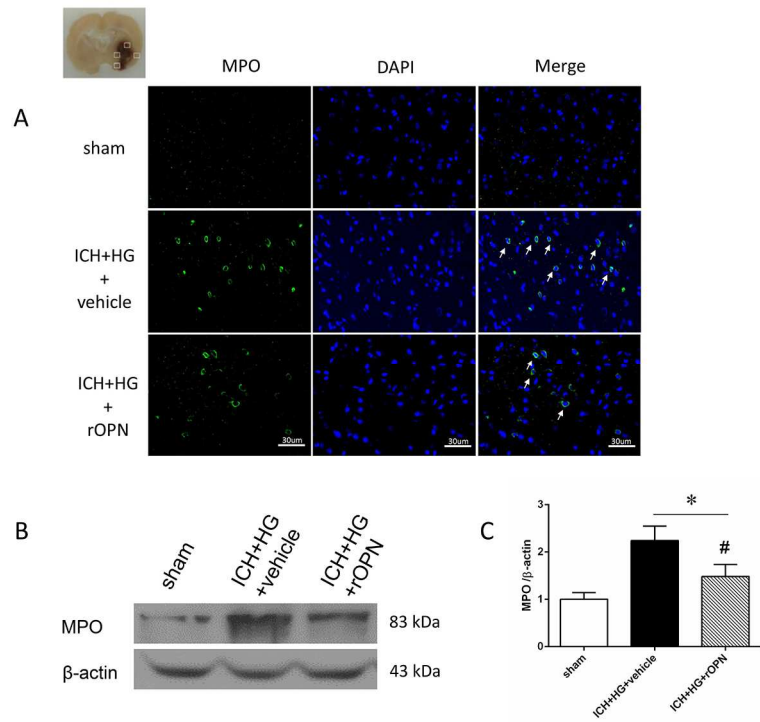 MPO DAPI Merge
A
sham
ICH+HG
+
vehicle
ICH+HG
+
rOPN
30um 30um 30um
B
sham
ICH+HG
+vehicle
ICH+HG
+rOPN
MPO 83 kDa
β-actin 43 kDa
C
MPO/β-actin
3
2
1
0
*
#
sham
ICH+HG+vehicle
ICH+HG+rOPN